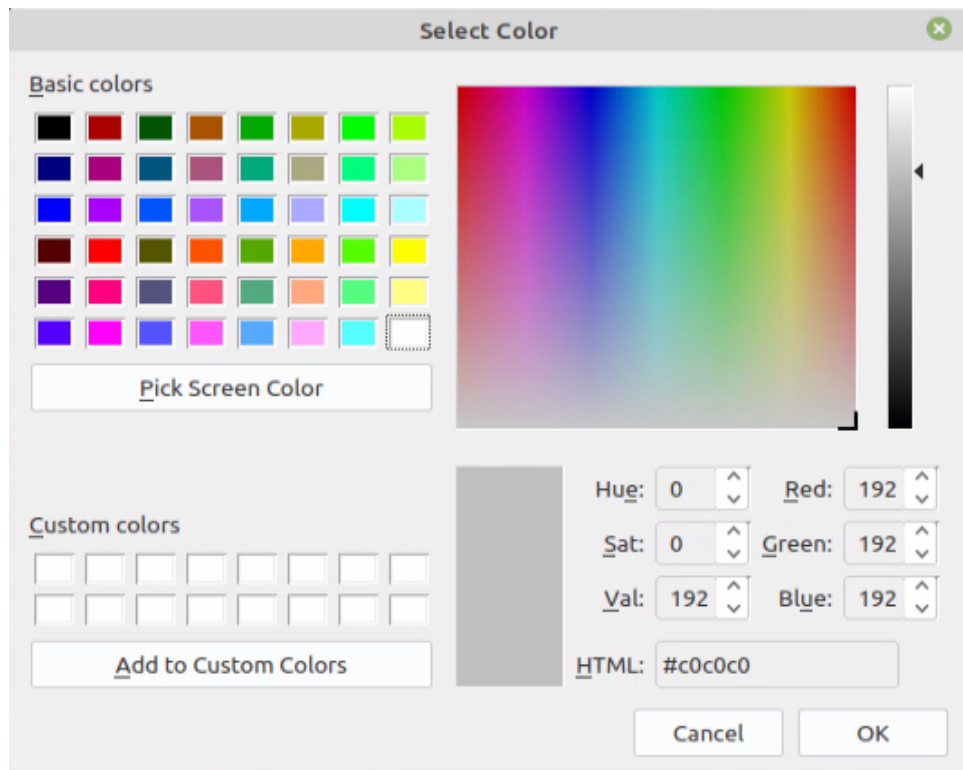 Select Color
Basic colors
Pick Screen Color
Custom colors
Add to Custom Colors
Hue: 0 Red: 192
Sat: 0 Green: 192
Val: 192 Blue: 192
HTML: #c0c0c0
Cancel OK